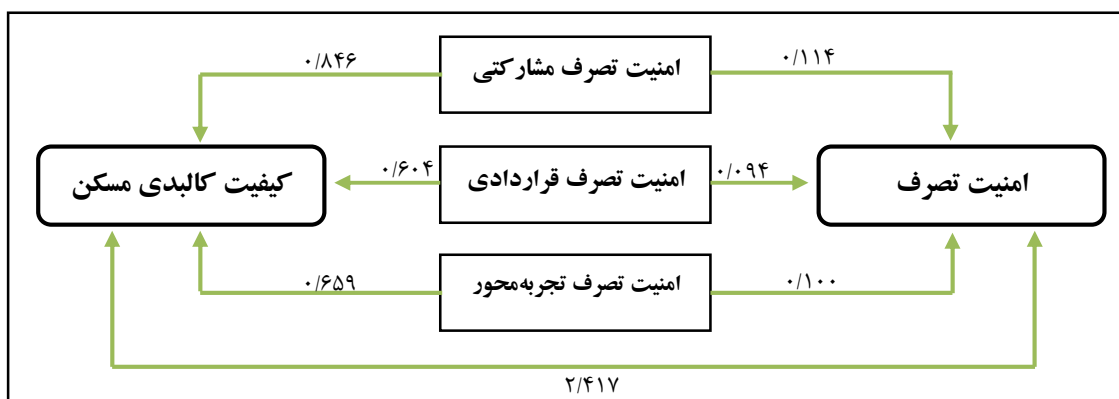 ۰/۱۱۴
امنیت تصرف مشارکتی
۰/۸۴۶
امنیت تصرف
۰/۰۹۴
امنیت تصرف قراردادی
۰/۶۰۴
کیفیت کالبدی مسکن
۰/۱۰۰
امنیت تصرف تجربه‌محور
۰/۶۵۹
۲/۴۱۷